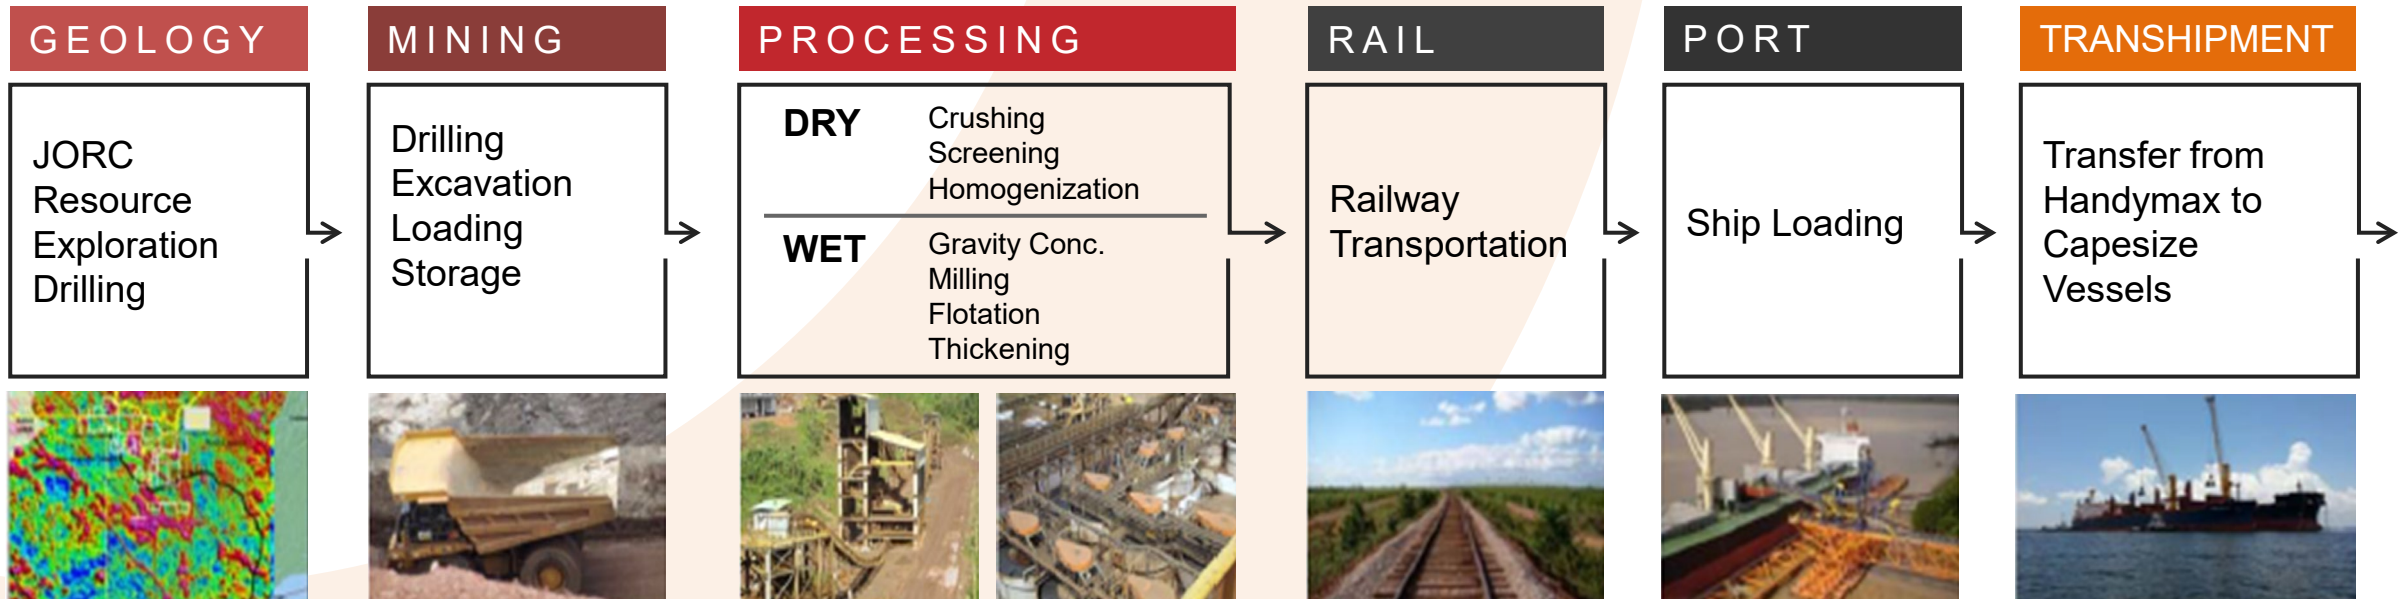 GEOLOGY
JORC
Resource
Exploration
Drilling
MINING
Drilling
Excavation
Loading
Storage
PROCESSING
DRY
Crushing
Screening
Homogenization
WET
Gravity Conc.
Milling
Flotation
Thickening
RAIL
Railway
Transportation
PORT
Ship Loading
TRANSHIPMENT
Transfer from
Handymax to
Capesize
Vessels